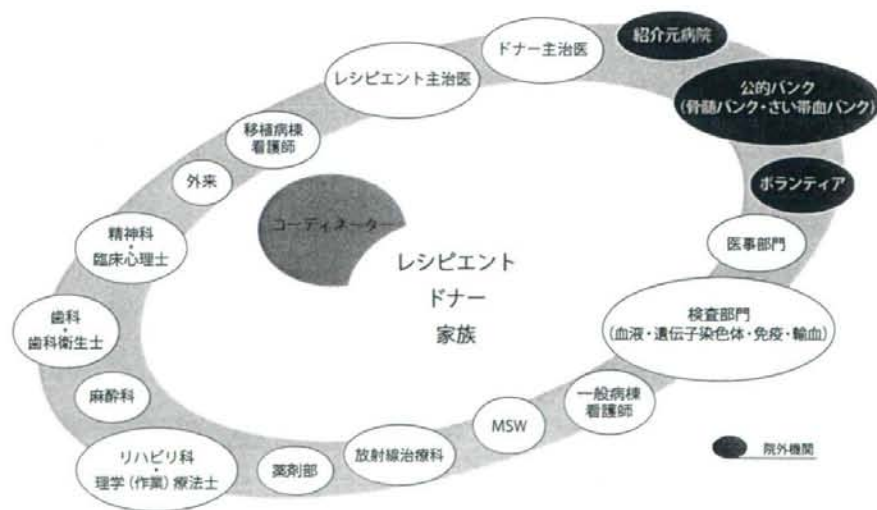 紹介元病院
ドナー主治医
レシピエント主治医
公的バンク
(骨髄バンク・さい帯血バンク)
移植病棟
看護師
ボランティア
外来
コーディネーター
精神科
・
臨床心理士
医事部門
レシピエント
ドナー
家族
検査部門
(血液・遺伝子染色体・免疫・輸血)
歯科
・
歯科衛生士
麻酔科
一般病棟
看護師
MSW
放射線治療科
薬剤部
リハビリ科
・
理学(作業)療法士
院外機関